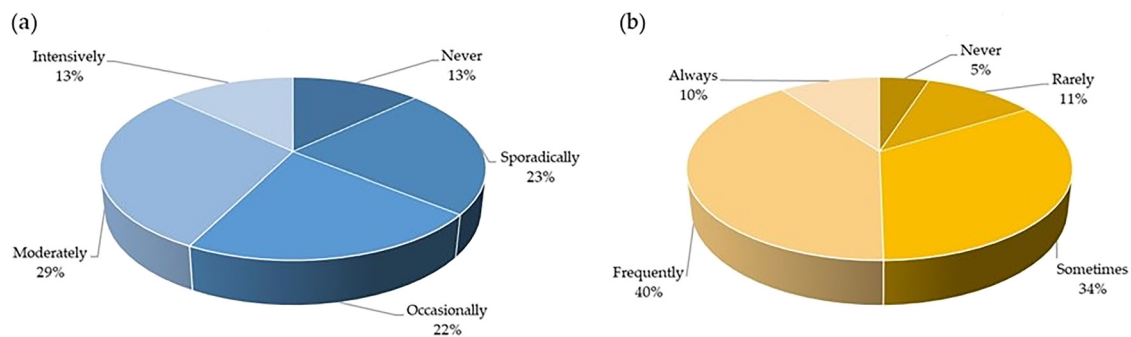 (a)
Intensively
13%
Never
13%
Sporadically
23%
Moderately
29%
Occasionally
22%
(b)
Never
5%
Always
10%
Rarely
11%
Frequently
40%
Sometimes
34%